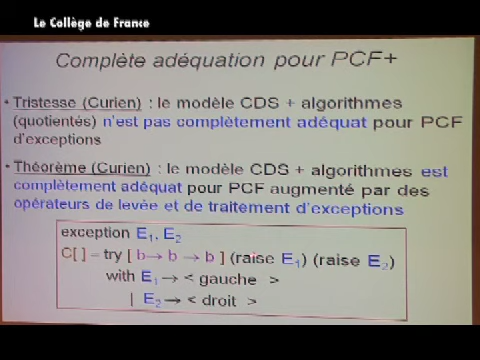 Le Collège de France
Complète adéquation pour PCF+
• Tristesse (Curien) : le modèle CDS + algorithmes
(quotientés) n'est pas complètement adéquat pour PCF
d'exceptions
• Théorème (Curien) : le modèle CDS + algorithmes est
complètement adéquat pour PCF augmenté par des
opérateurs de levée et de traitement d'exceptions
exception E₁, E₂
C[ ] = try [ b→ b → b ] (raise E₁) (raise E₂)
with E₁ → < gauche >
| E₂ → < droit >